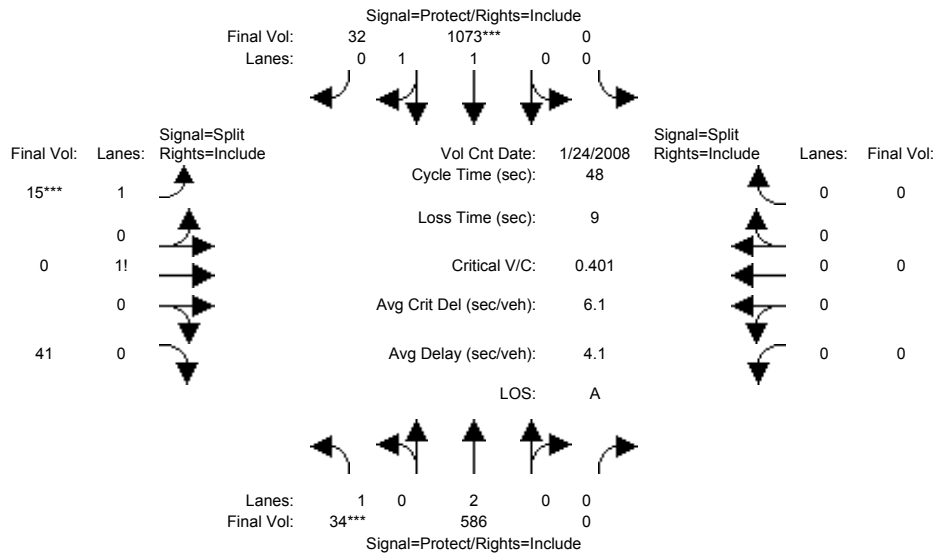 Signal=Protect/Rights=Include
Final Vol: 32 1073*** 0
Lanes: 0 1 1 0 0
Signal=Split Signal=Split
Final Vol: Lanes: Rights=Include Vol Cnt Date: 1/24/2008 Rights=Include Lanes: Final Vol:
Cycle Time (sec): 48
15*** 1 0 0
Loss Time (sec): 9
0 0
0 1! Critical V/C: 0.401 0 0
0 Avg Crit Del (sec/veh): 6.1 0
41 0 Avg Delay (sec/veh): 4.1 0 0
LOS: A
Lanes: 1 0 2 0 0
Final Vol: 34*** 586 0
Signal=Protect/Rights=Include